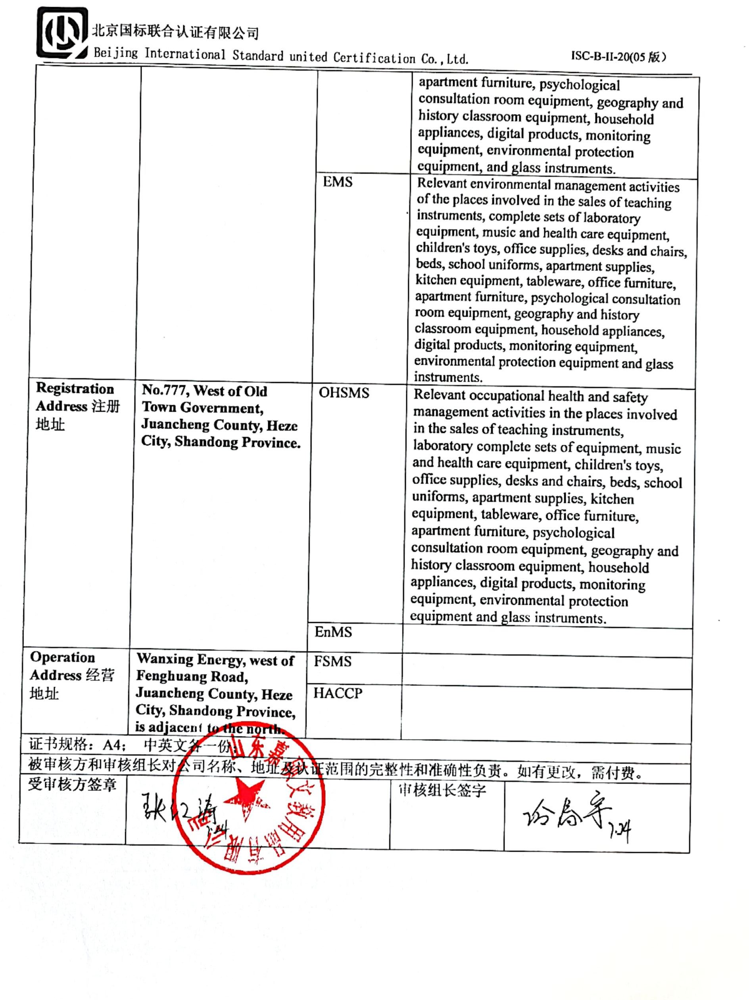 北京国标联合认证有限公司
Beijing International Standard united Certification Co.,Ltd.
ISC-B-II-20(05 版)
apartment furniture, psychological
consultation room equipment, geography and
history classroom equipment, household
appliances, digital products, monitoring
equipment, environmental protection
equipment, and glass instruments.
EMS
Relevant environmental management activities
of the places involved in the sales of teaching
instruments, complete sets of laboratory
equipment, music and health care equipment,
children's toys, office supplies, desks and chairs,
beds, school uniforms, apartment supplies,
kitchen equipment, tableware, office furniture,
apartment furniture, psychological consultation
room equipment, geography and history
classroom equipment, household appliances,
digital products, monitoring equipment,
environmental protection equipment and glass
instruments.
Registration
Address 注册
地址
No.777, West of Old
Town Government,
Juancheng County, Heze
City, Shandong Province.
OHSMS
Relevant occupational health and safety
management activities in the places involved
in the sales of teaching instruments,
laboratory complete sets of equipment, music
and health care equipment, children's toys,
office supplies, desks and chairs, beds, school
uniforms, apartment supplies, kitchen
equipment, tableware, office furniture,
apartment furniture, psychological
consultation room equipment, geography and
history classroom equipment, household
appliances, digital products, monitoring
equipment, environmental protection
equipment and glass instruments.
EnMS
Operation
Address 经营
地址
Wanxing Energy, west of
Fenghuang Road,
Juancheng County, Heze
City, Shandong Province,
is adjacent to the north.
FSMS
HACCP
证书规格：A4； 中英文各一份；
被审核方和审核组长对公司名称、地址及认证范围的完整性和准确性负责。如有更改，需付费。
受审核方签章
张红涛
7.24
山东嘉文教用品有限公司
审核组长签字
7.24